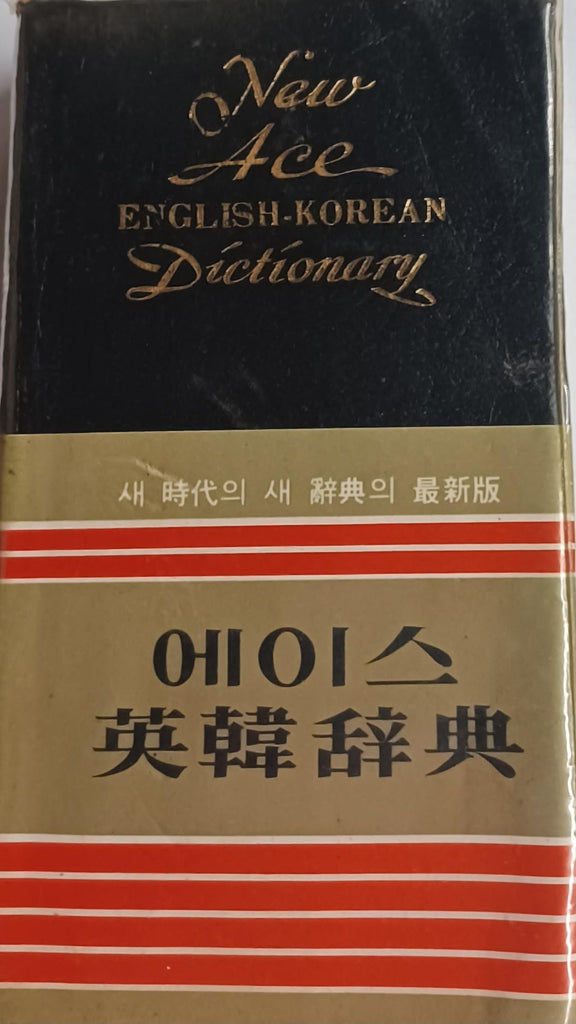 New
Ace
ENGLISH-KOREAN
Dictionary
새 時代의 새 辭典의 最新版
에이스
英韓辞典